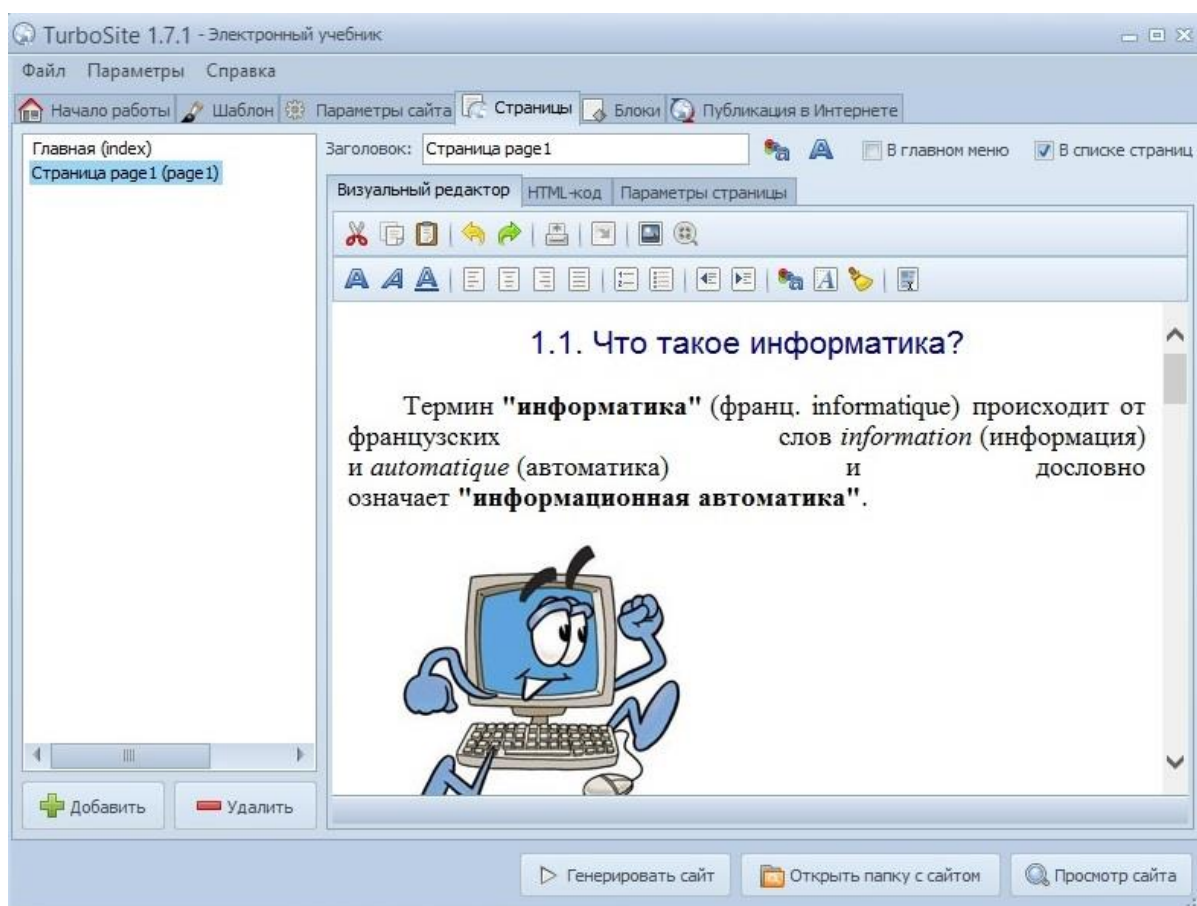 TurboSite 1.7.1 - Электронный учебник
Файл Параметры Справка
Начало работы Шаблон Параметры сайта Страницы Блоки Публикация в Интернете
Главная (index)
Страница page1 (page1)
Заголовок: Страница page1 В главном меню В списке страниц
Визуальный редактор HTML-код Параметры страницы
1.1. Что такое информатика?
Термин "информатика" (франц. informatique) происходит от
французских слов information (информация)
и automatique (автоматика) и дословно
означает "информационная автоматика".
Добавить Удалить
Генерировать сайт Открыть папку с сайтом Просмотр сайта